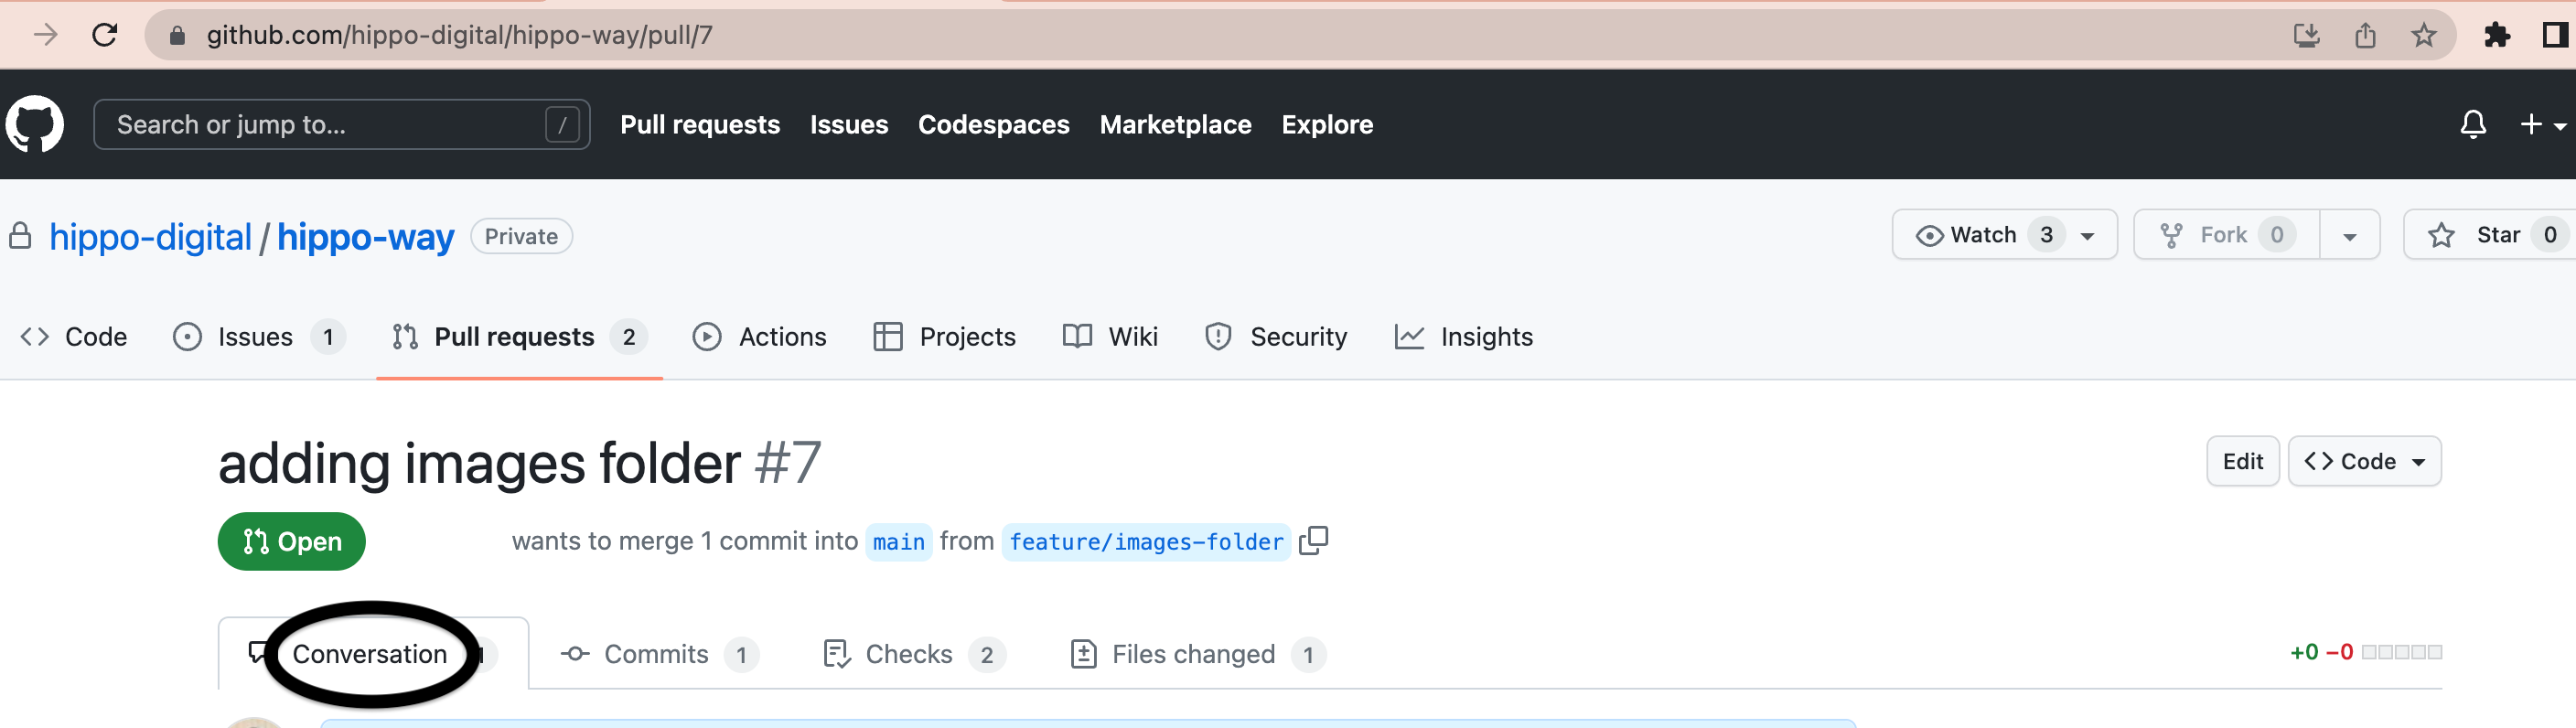 github.com/hippo-digital/hippo-way/pull/7
Search or jump to... / Pull requests Issues Codespaces Marketplace Explore
hippo-digital / hippo-way Private Watch 3 Fork 0 Star 0
Code Issues 1 Pull requests 2 Actions Projects Wiki Security Insights
adding images folder #7 Edit Code
Open wants to merge 1 commit into main from feature/images-folder
Conversation Commits 1 Checks 2 Files changed 1 +0 −0